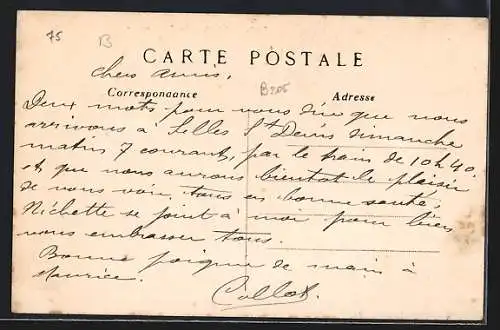 75
B
CARTE POSTALE
Chers amis,
B205
Correspondance
Adresse
Deux mots pour vous dire que nous
arrivons à Selles St Denis dimanche
matin 7 courant, par le train de 10h40.
et que nous aurons bientôt le plaisir
de vous voir, tous en bonne santé,
Nichette se joint à moi pour bien
vous embrasser tous.
Bonne poignée de main à
Maurice.
Collot.